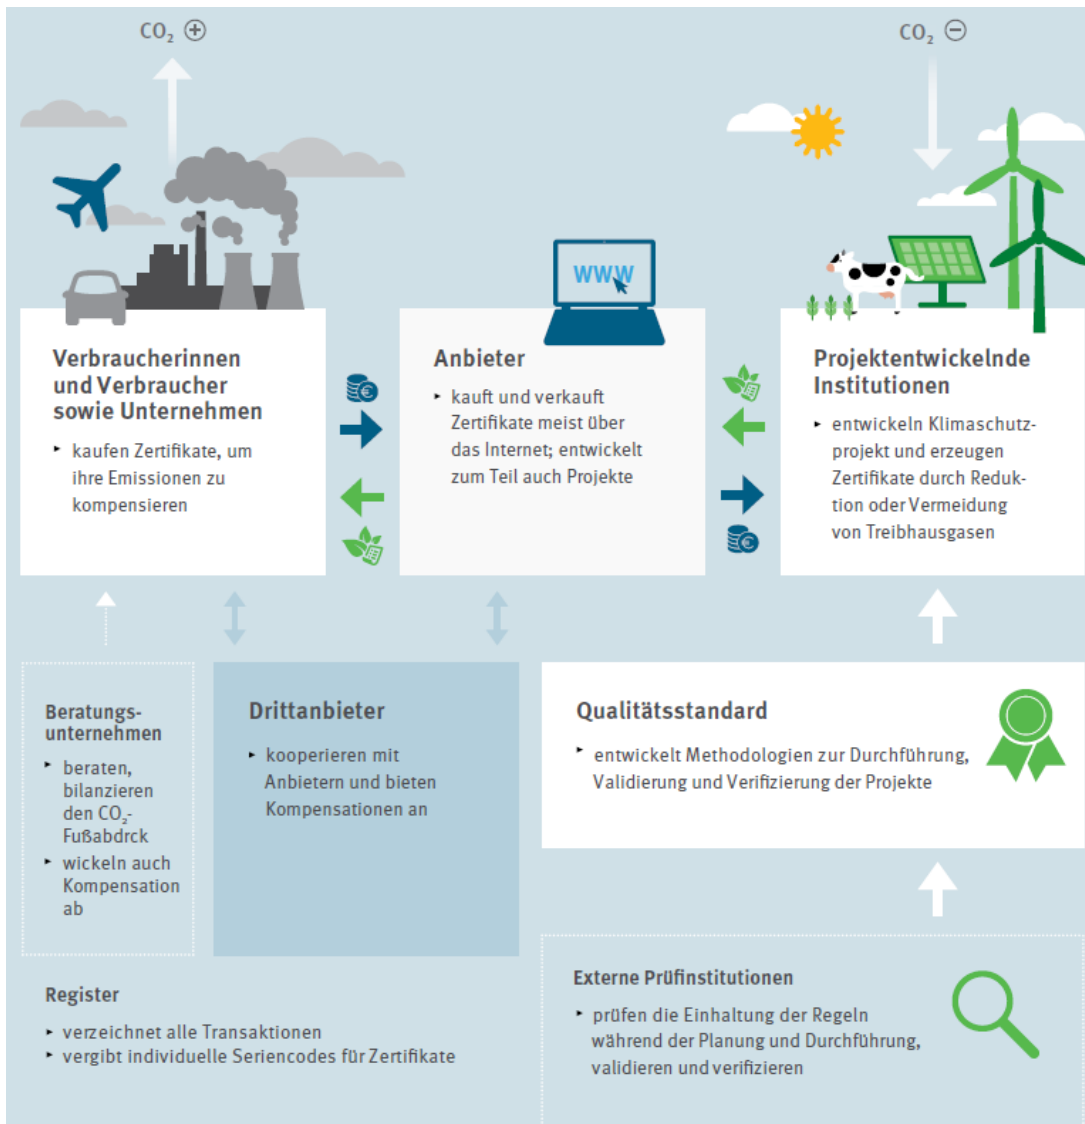 CO₂ ⊕
CO₂ ⊖
WWW
Verbraucherinnen
und Verbraucher
sowie Unternehmen
‣ kaufen Zertifikate, um
ihre Emissionen zu
kompensieren
Anbieter
‣ kauft und verkauft
Zertifikate meist über
das Internet; entwickelt
zum Teil auch Projekte
Projektentwickelnde
Institutionen
‣ entwickeln Klimaschutz-
projekt und erzeugen
Zertifikate durch Reduk-
tion oder Vermeidung
von Treibhausgasen
€
€
Beratungs-
unternehmen
‣ beraten,
bilanzieren
den CO₂-
Fußabdrck
‣ wickeln auch
Kompensation
ab
Drittanbieter
‣ kooperieren mit
Anbietern und bieten
Kompensationen an
Qualitätsstandard
‣ entwickelt Methodologien zur Durchführung,
Validierung und Verifizierung der Projekte
Register
‣ verzeichnet alle Transaktionen
‣ vergibt individuelle Seriencodes für Zertifikate
Externe Prüfinstitutionen
‣ prüfen die Einhaltung der Regeln
während der Planung und Durchführung,
validieren und verifizieren